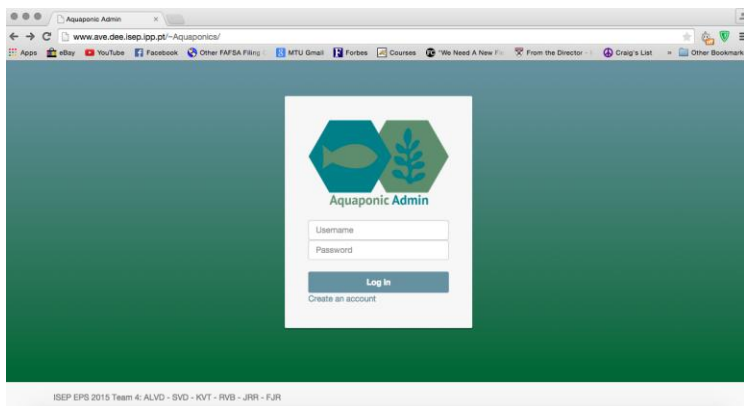 Aquaponic Admin
www.ave.dee.isep.ipp.pt/~Aquaponics/
Apps eBay YouTube Facebook Other FAFSA Filing MTU Gmail Forbes Courses "We Need A New From the Director - Craig's List » Other Bookmark
Aquaponic Admin
Username
Password
Log In
Create an account
ISEP EPS 2015 Team 4: ALVD - SVD - KVT - RVB - JRR - FJR